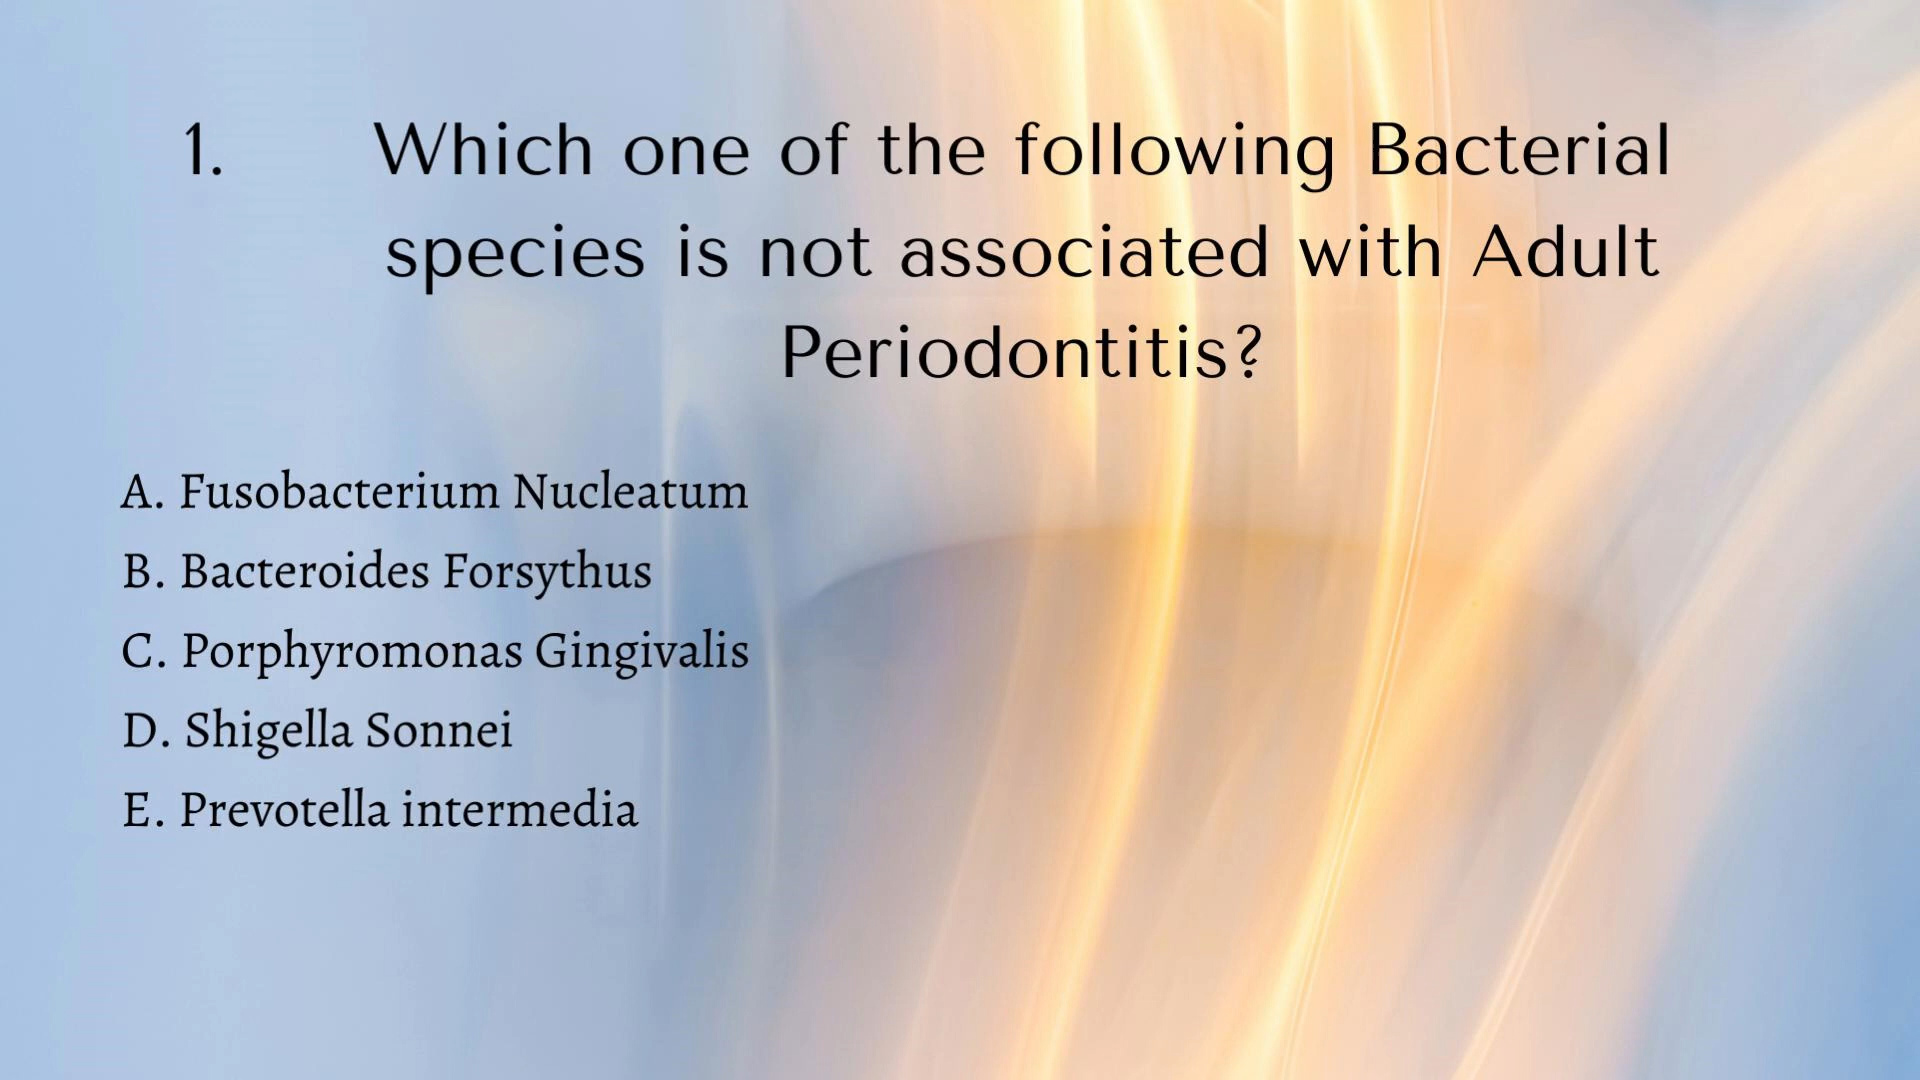 1. Which one of the following Bacterial
species is not associated with Adult
Periodontitis?
A. Fusobacterium Nucleatum
B. Bacteroides Forsythus
C. Porphyromonas Gingivalis
D. Shigella Sonnei
E. Prevotella intermedia